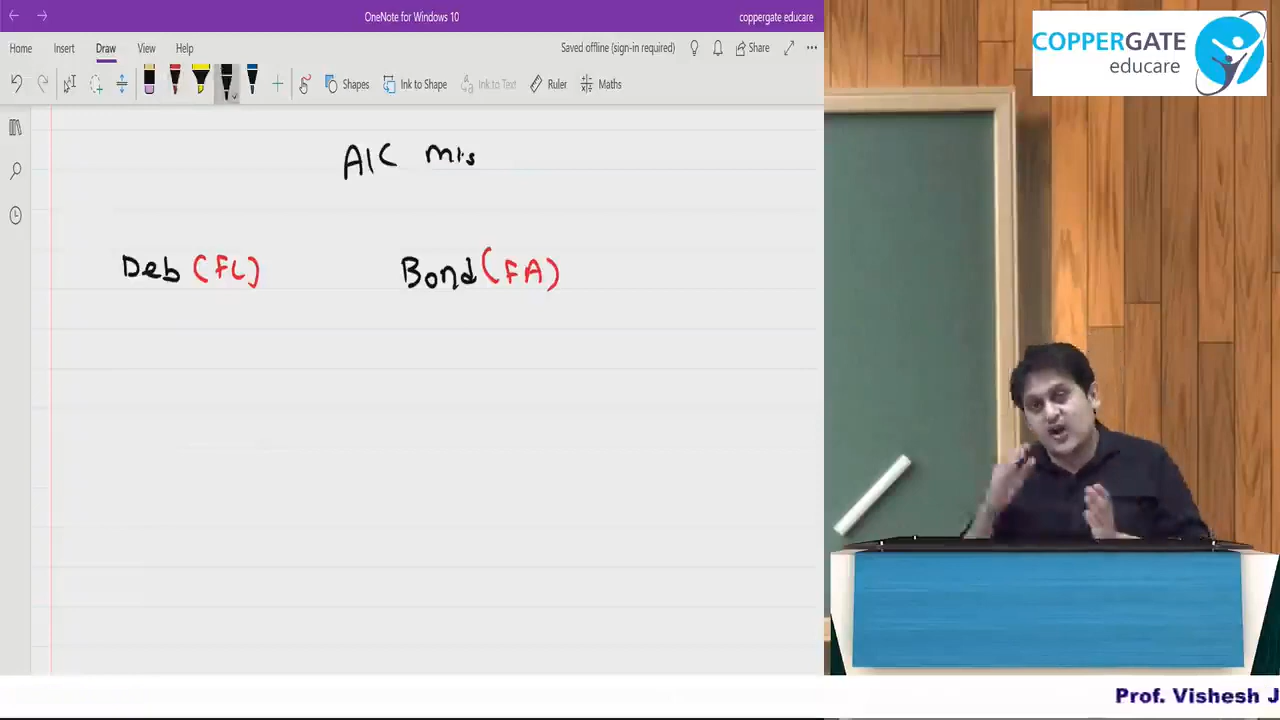 OneNote for Windows 10
coppergate educare
Home Insert Draw View Help
Saved offline (sign-in required)
Share
Shapes
Ink to Shape
Ink to Text
Ruler
Maths
COPPERGATE
educare
A/C mis
Deb (FL) Bond (FA)
Prof. Vishesh J